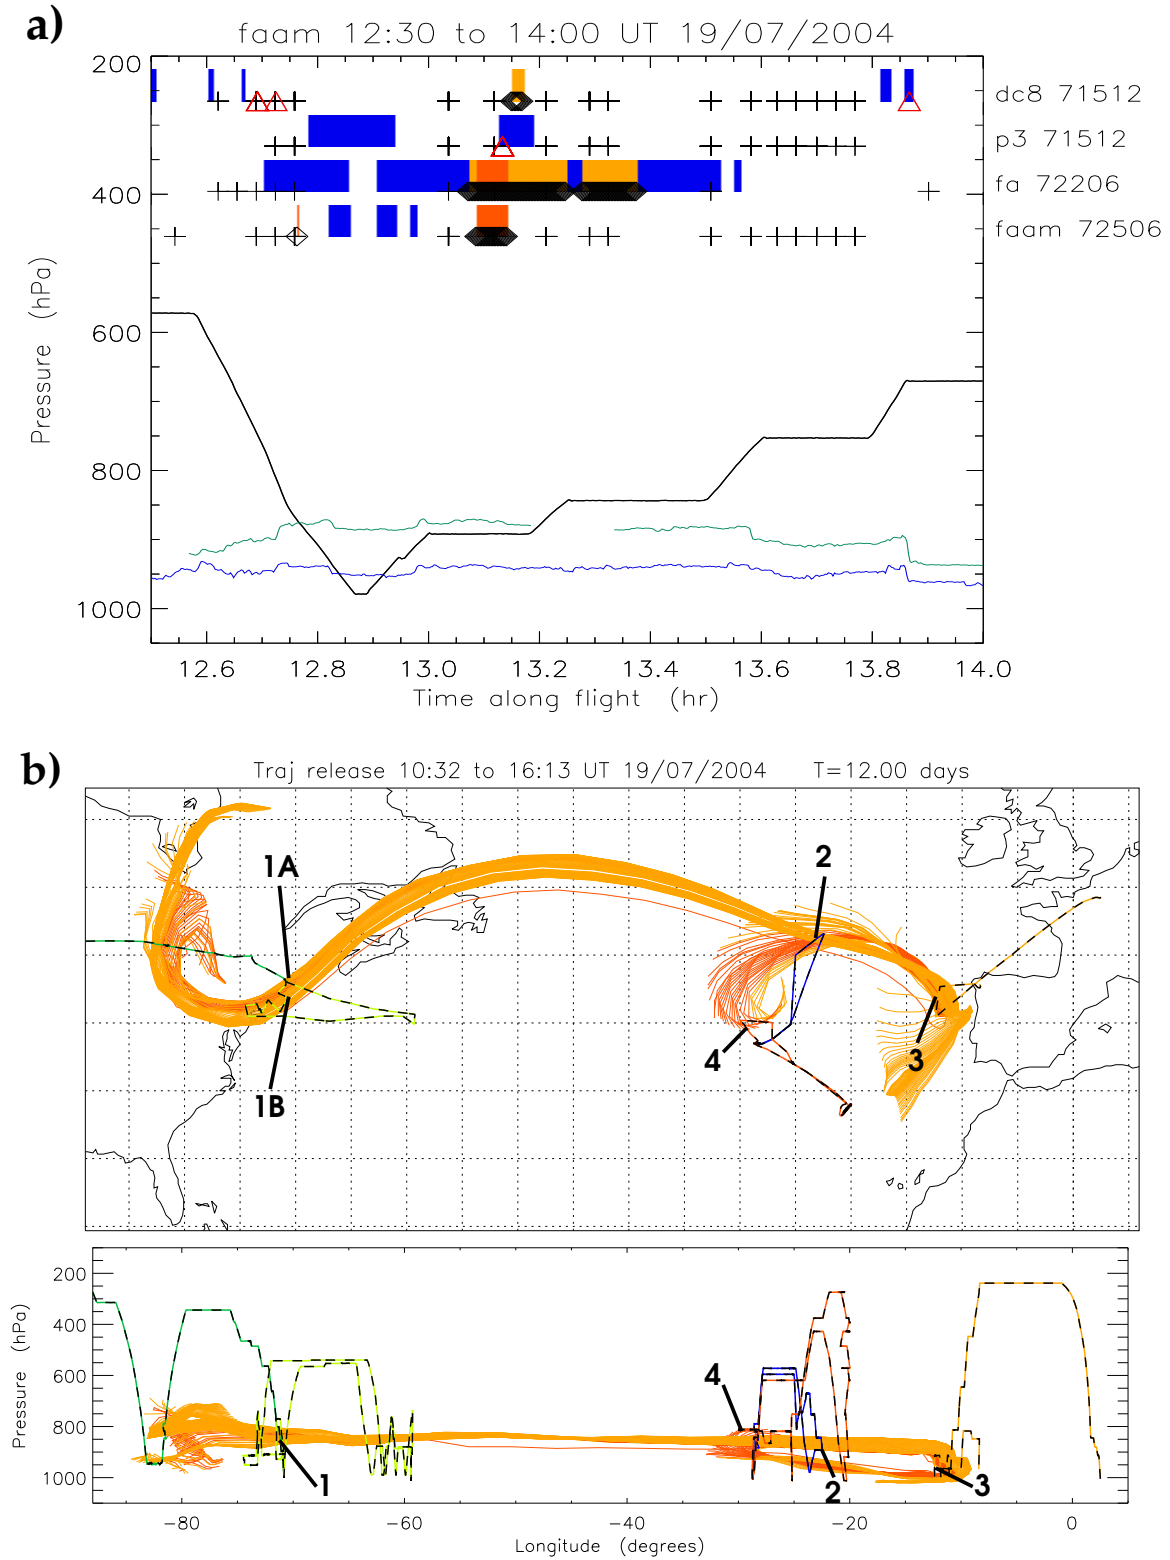 a)
faam 12:30 to 14:00 UT 19/07/2004
200
400
600
800
1000
Pressure (hPa)
dc8 71512
p3 71512
fa 72206
faam 72506
12.6 12.8 13.0 13.2 13.4 13.6 13.8 14.0
Time along flight (hr)
b)
Traj release 10:32 to 16:13 UT 19/07/2004 T=12.00 days
1A
2
4
3
1B
200
400
600
800
1000
Pressure (hPa)
4
1
2
3
−80 −60 −40 −20 0
Longitude (degrees)